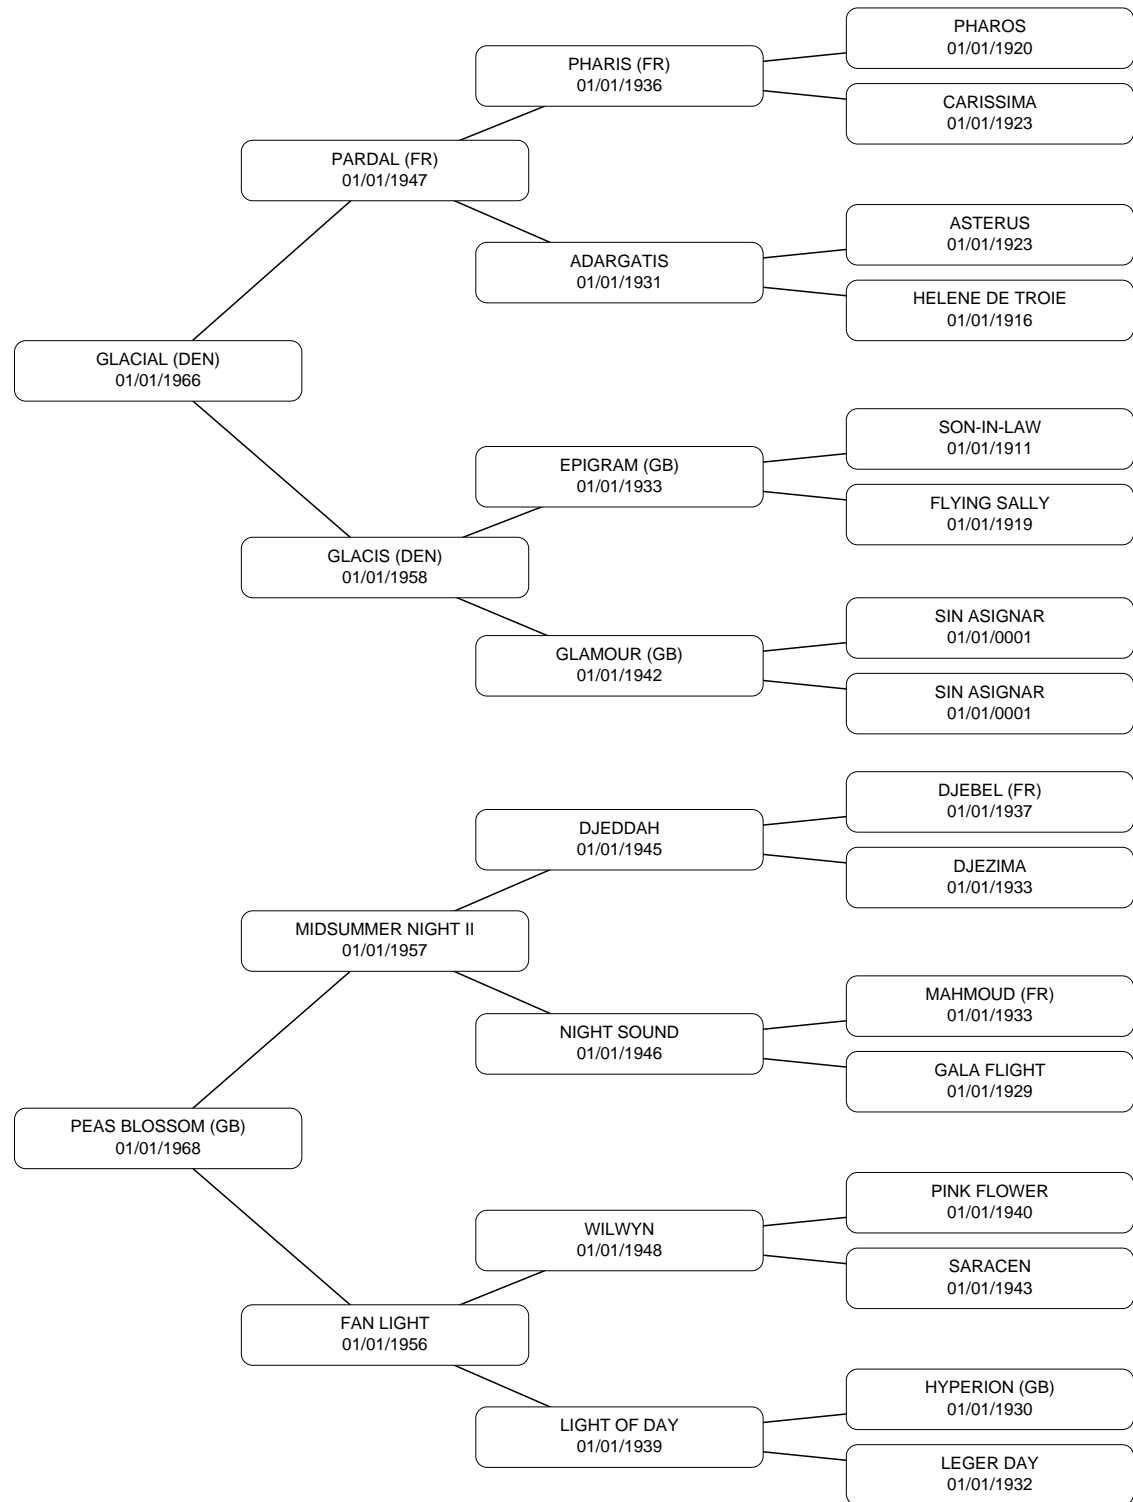 PHAROS
01/01/1920
PHARIS (FR)
01/01/1936
CARISSIMA
01/01/1923
PARDAL (FR)
01/01/1947
ASTERUS
01/01/1923
ADARGATIS
01/01/1931
HELENE DE TROIE
01/01/1916
GLACIAL (DEN)
01/01/1966
SON-IN-LAW
01/01/1911
EPIGRAM (GB)
01/01/1933
FLYING SALLY
01/01/1919
GLACIS (DEN)
01/01/1958
SIN ASIGNAR
01/01/0001
GLAMOUR (GB)
01/01/1942
SIN ASIGNAR
01/01/0001
DJEBEL (FR)
01/01/1937
DJEDDAH
01/01/1945
DJEZIMA
01/01/1933
MIDSUMMER NIGHT II
01/01/1957
MAHMOUD (FR)
01/01/1933
NIGHT SOUND
01/01/1946
GALA FLIGHT
01/01/1929
PEAS BLOSSOM (GB)
01/01/1968
PINK FLOWER
01/01/1940
WILWYN
01/01/1948
SARACEN
01/01/1943
FAN LIGHT
01/01/1956
HYPERION (GB)
01/01/1930
LIGHT OF DAY
01/01/1939
LEGER DAY
01/01/1932